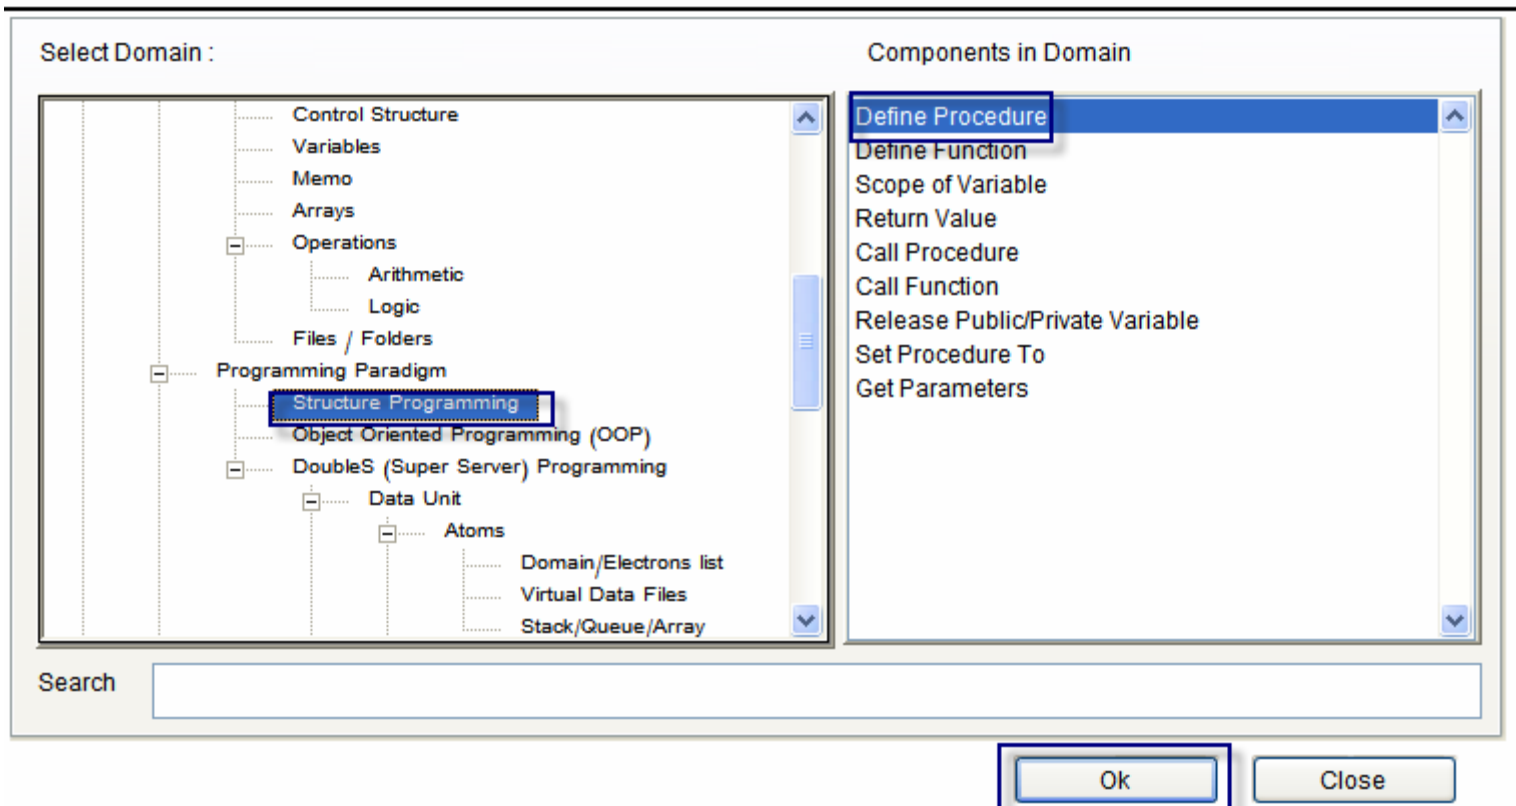 Select Domain :
Components in Domain
Control Structure
Variables
Memo
Arrays
Operations
Arithmetic
Logic
Files / Folders
Programming Paradigm
Structure Programming
Object Oriented Programming (OOP)
DoubleS (Super Server) Programming
Data Unit
Atoms
Domain/Electrons list
Virtual Data Files
Stack/Queue/Array
Define Procedure
Define Function
Scope of Variable
Return Value
Call Procedure
Call Function
Release Public/Private Variable
Set Procedure To
Get Parameters
Search
Ok
Close